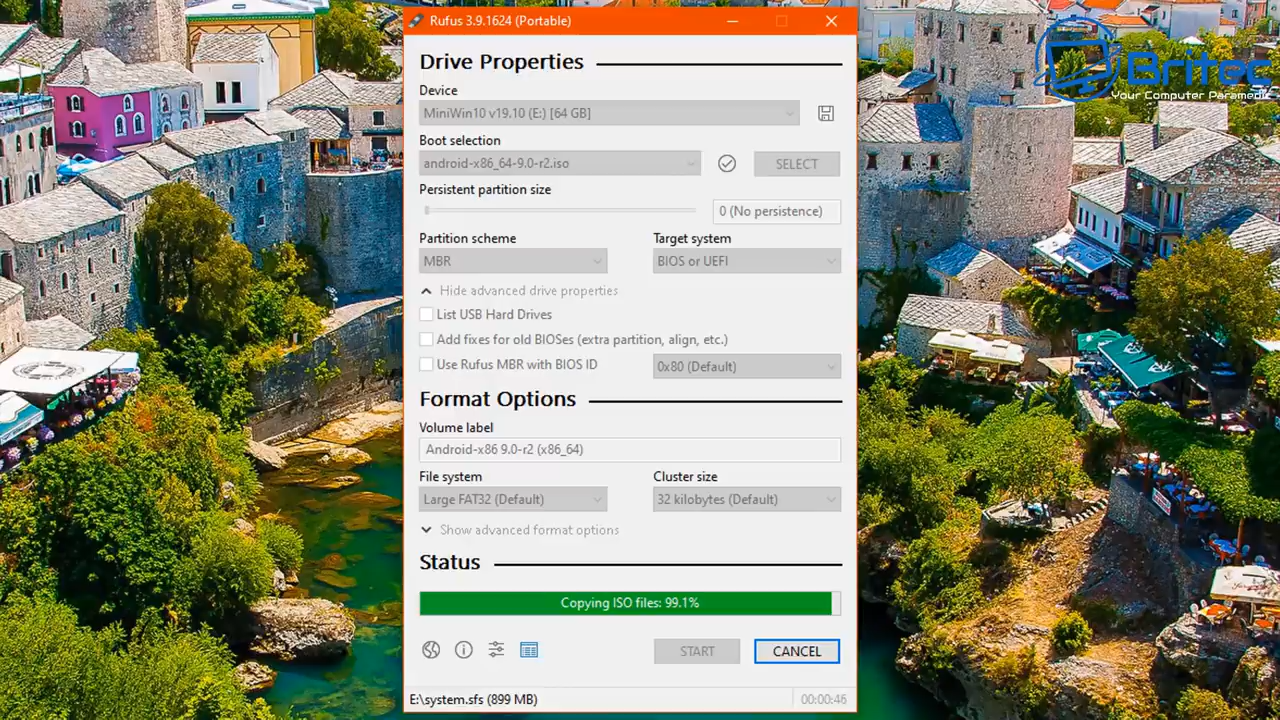 Rufus 3.9.1624 (Portable)
Britec
Your Computer Paramedic
Drive Properties
Device
MiniWin10 v19.10 (E:) [64 GB]
Boot selection
android-x86_64-9.0-r2.iso
SELECT
Persistent partition size
0 (No persistence)
Partition scheme
Target system
MBR
BIOS or UEFI
Hide advanced drive properties
List USB Hard Drives
Add fixes for old BIOSes (extra partition, align, etc.)
Use Rufus MBR with BIOS ID
0x80 (Default)
Format Options
Volume label
Android-x86 9.0-r2 (x86_64)
File system
Cluster size
Large FAT32 (Default)
32 kilobytes (Default)
Show advanced format options
Status
Copying ISO files: 99.1%
START
CANCEL
E:\system.sfs (899 MB)
00:00:46